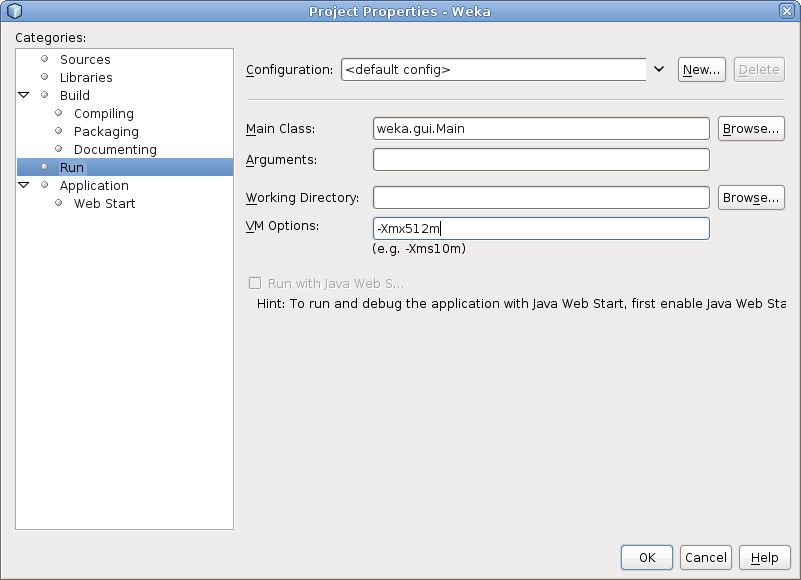 Project Properties - Weka
Categories:
Sources
Libraries
Build
Compiling
Packaging
Documenting
Run
Application
Web Start
Configuration: <default config> New... Delete
Main Class: weka.gui.Main Browse...
Arguments:
Working Directory: Browse...
VM Options: -Xmx512m
(e.g. -Xms10m)
Run with Java Web S...
Hint: To run and debug the application with Java Web Start, first enable Java Web Sta
OK Cancel Help